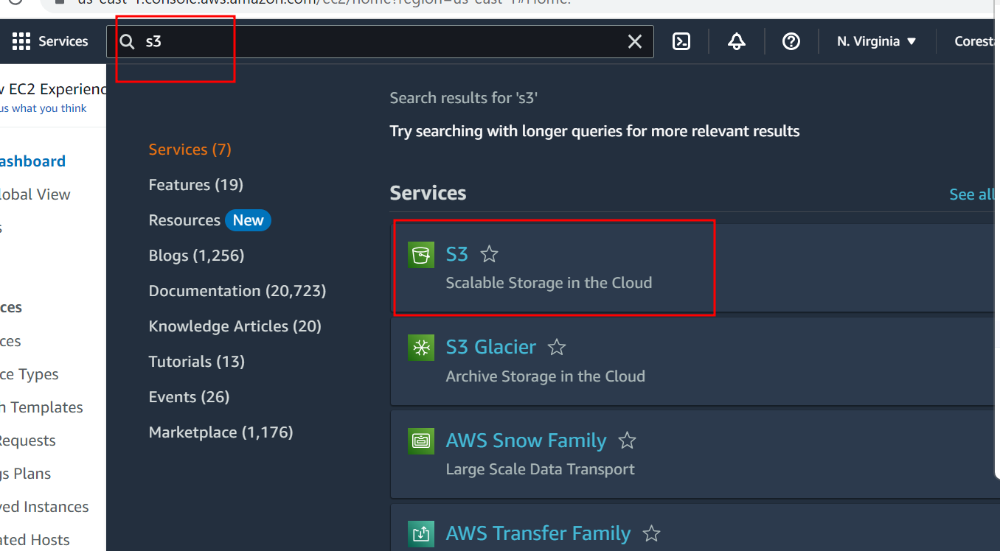 us-east-1.console.aws.amazon.com/ec2/home?region=us-east-1#Home:
Services
s3
N. Virginia
Coresta
v EC2 Experienc
us what you think
ashboard
lobal View
s
ces
ces
ce Types
h Templates
Requests
gs Plans
ved Instances
ated Hosts
Services (7)
Features (19)
Resources New
Blogs (1,256)
Documentation (20,723)
Knowledge Articles (20)
Tutorials (13)
Events (26)
Marketplace (1,176)
Search results for 's3'
Try searching with longer queries for more relevant results
Services
See all
S3
Scalable Storage in the Cloud
S3 Glacier
Archive Storage in the Cloud
AWS Snow Family
Large Scale Data Transport
AWS Transfer Family